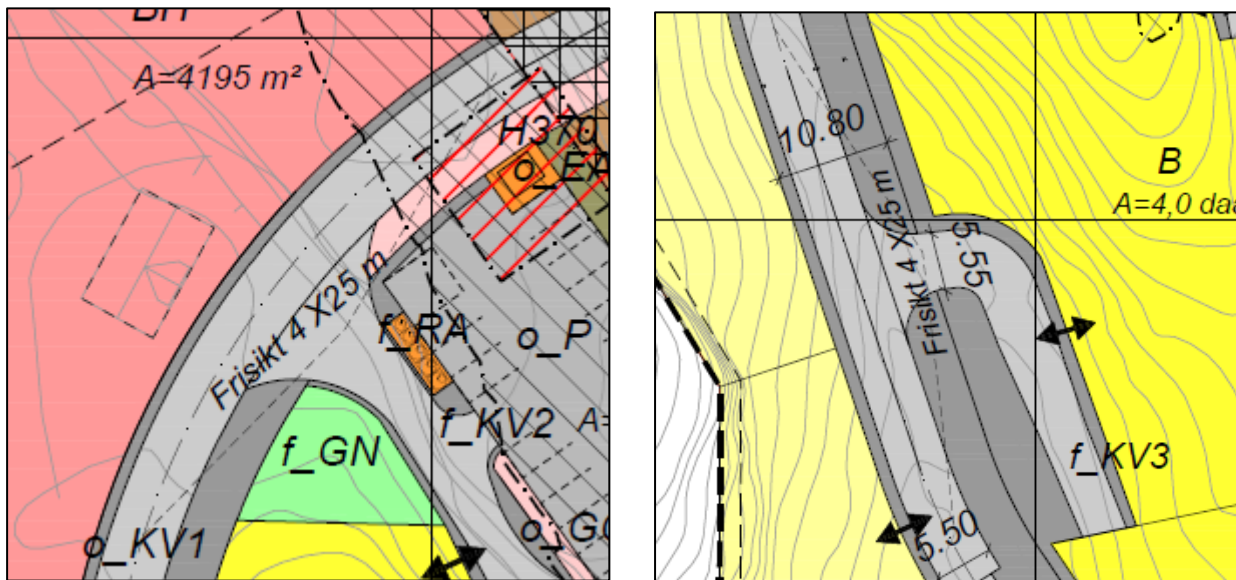 A=4195 m²
H370
Frisikt 4 X25 m
f_RA
o_P
f_KV2
A=
f_GN
o_KV1
10.80
B
A=4,0 daa
Frisikt 4 X25 m
5.55
f_KV3
5.50